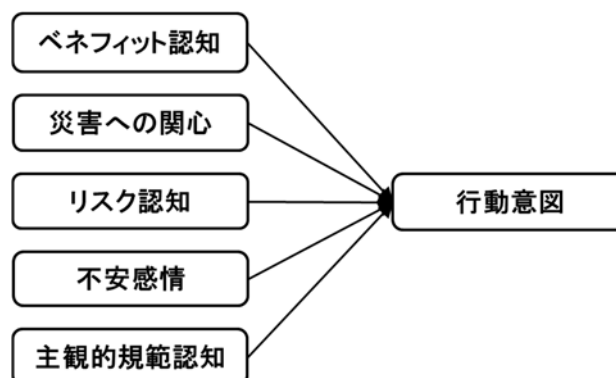 ベネフィット認知
災害への関心
リスク認知
行動意図
不安感情
主観的規範認知